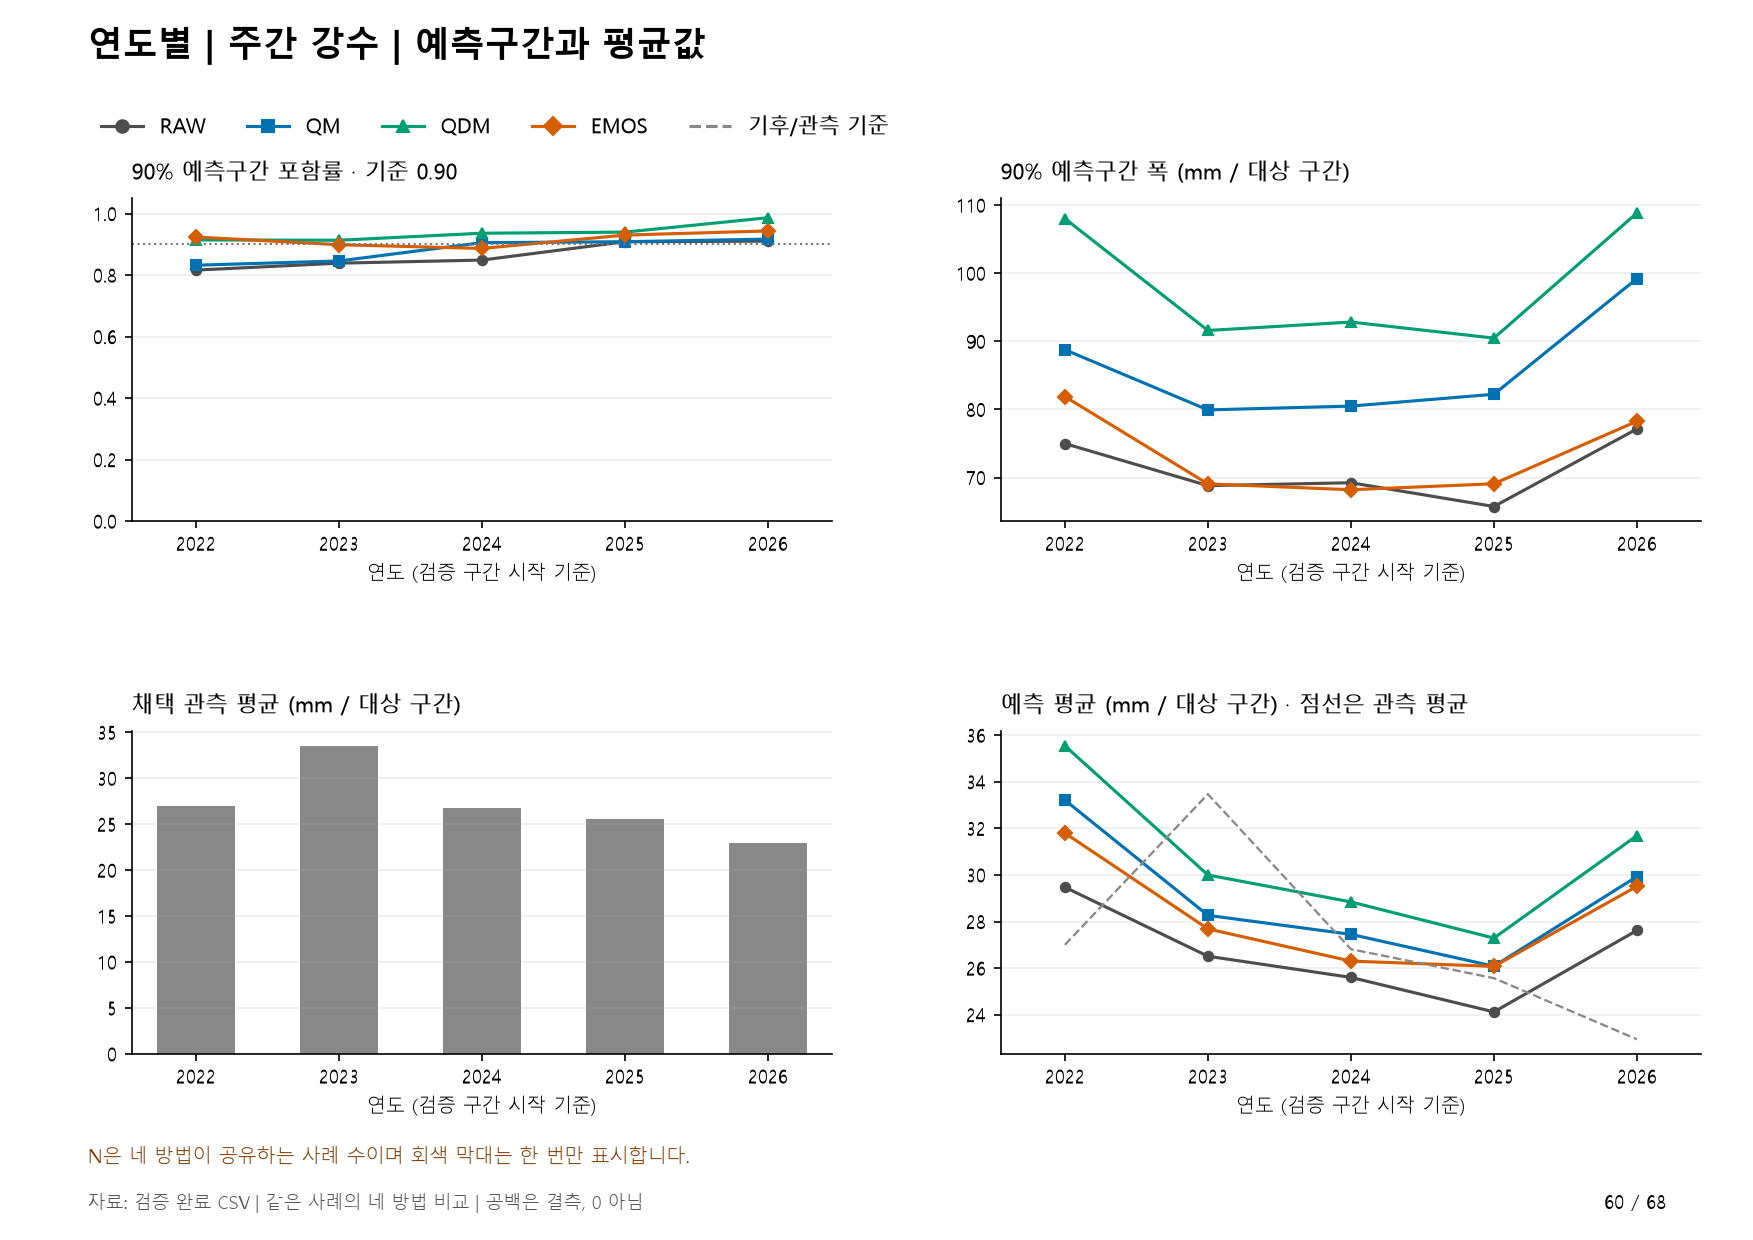 연도별 | 주간 강수 | 예측구간과 평균값
RAW QM QDM EMOS 기후/관측 기준
90% 예측구간 포함률 · 기준 0.90
1.0
0.8
0.6
0.4
0.2
0.0
2022 2023 2024 2025 2026
연도 (검증 구간 시작 기준)
90% 예측구간 폭 (mm / 대상 구간)
110
100
90
80
70
2022 2023 2024 2025 2026
연도 (검증 구간 시작 기준)
채택 관측 평균 (mm / 대상 구간)
35
30
25
20
15
10
5
0
2022 2023 2024 2025 2026
연도 (검증 구간 시작 기준)
예측 평균 (mm / 대상 구간) · 점선은 관측 평균
36
34
32
30
28
26
24
2022 2023 2024 2025 2026
연도 (검증 구간 시작 기준)
N은 네 방법이 공유하는 사례 수이며 회색 막대는 한 번만 표시합니다.
자료: 검증 완료 CSV | 같은 사례의 네 방법 비교 | 공백은 결측, 0 아님
60 / 68